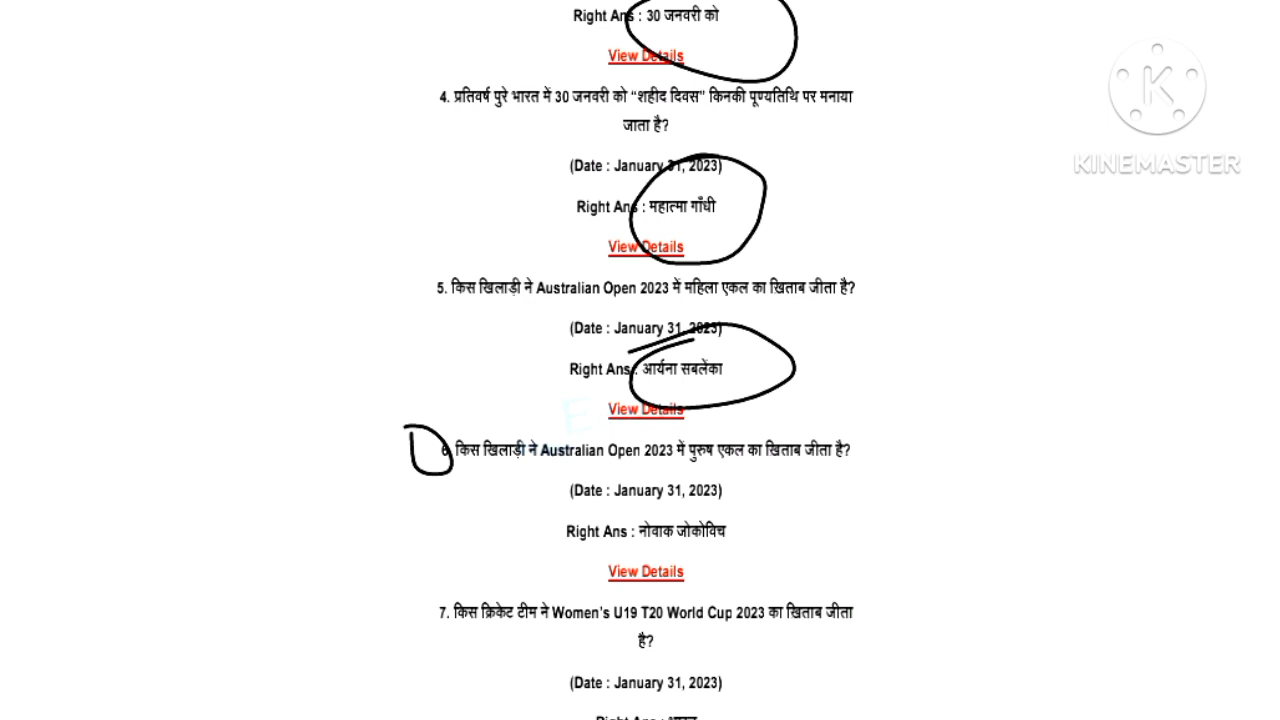 Right Ans : 30 जनवरी को
View Details
4. प्रतिवर्ष पुरे भारत में 30 जनवरी को “शहीद दिवस” किनकी पूण्यतिथि पर मनाया
जाता है?
(Date : January 31, 2023)
Right Ans : महात्मा गाँधी
View Details
5. किस खिलाड़ी ने Australian Open 2023 में महिला एकल का खिताब जीता है?
(Date : January 31, 2023)
Right Ans : आर्यना सबलेंका
View Details
6. किस खिलाड़ी ने Australian Open 2023 में पुरुष एकल का खिताब जीता है?
(Date : January 31, 2023)
Right Ans : नोवाक जोकोविच
View Details
7. किस क्रिकेट टीम ने Women's U19 T20 World Cup 2023 का खिताब जीता
है?
(Date : January 31, 2023)
Right Ans : भारत
K
KINEMASTER